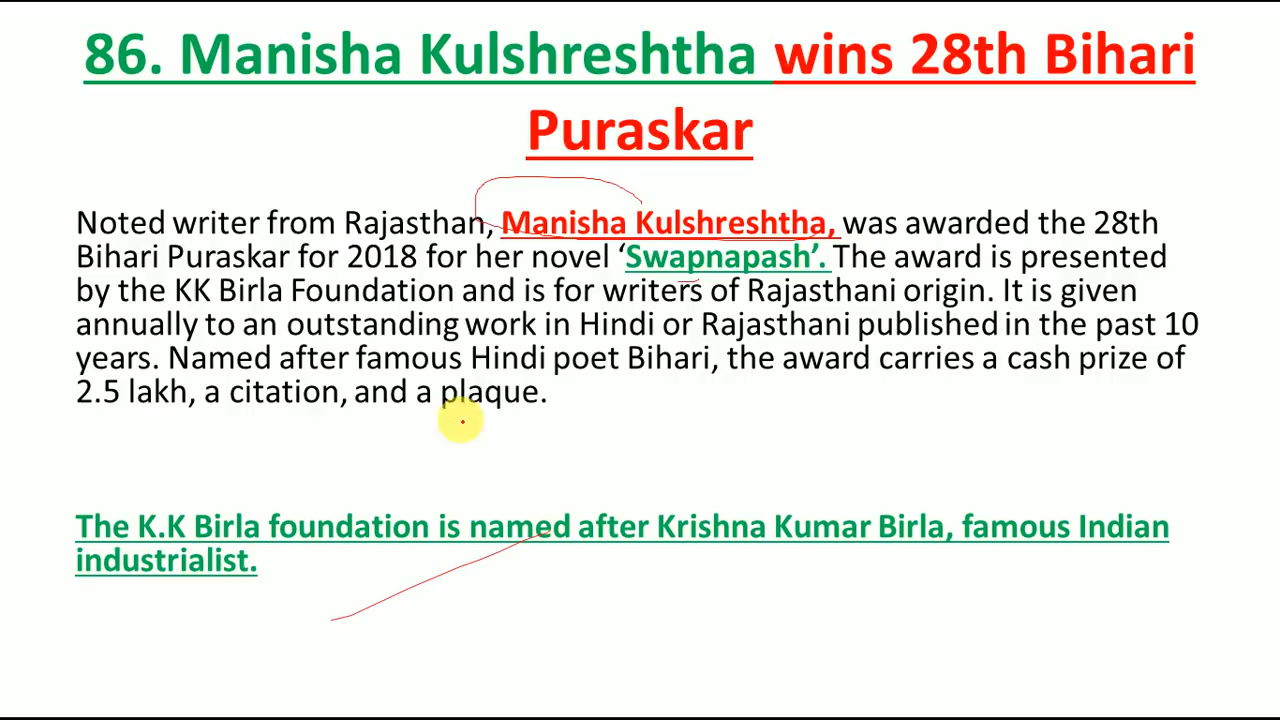 86. Manisha Kulshreshtha wins 28th Bihari
Puraskar
Noted writer from Rajasthan, Manisha Kulshreshtha, was awarded the 28th
Bihari Puraskar for 2018 for her novel ‘Swapnapash’. The award is presented
by the KK Birla Foundation and is for writers of Rajasthani origin. It is given
annually to an outstanding work in Hindi or Rajasthani published in the past 10
years. Named after famous Hindi poet Bihari, the award carries a cash prize of
2.5 lakh, a citation, and a plaque.
The K.K Birla foundation is named after Krishna Kumar Birla, famous Indian
industrialist.